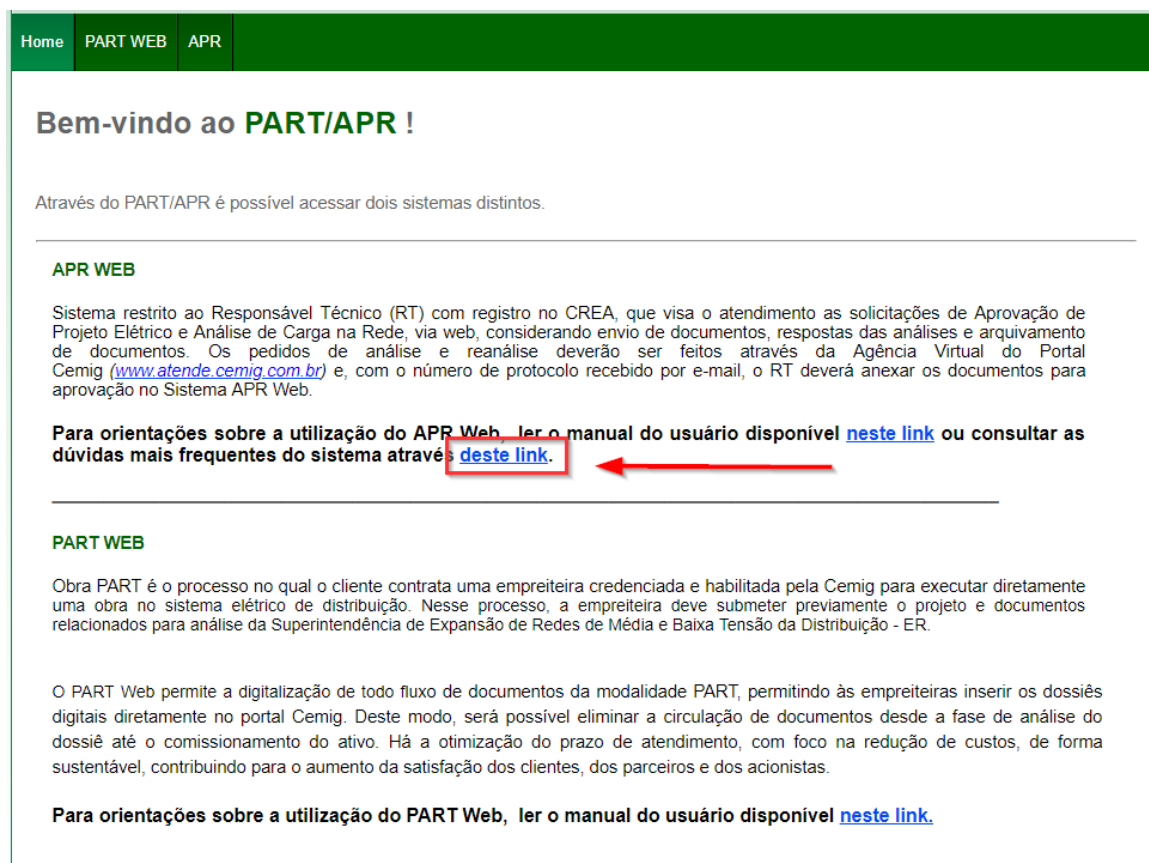 Home PART WEB APR
Bem-vindo ao PART/APR !
Através do PART/APR é possível acessar dois sistemas distintos.
APR WEB
Sistema restrito ao Responsável Técnico (RT) com registro no CREA, que visa o atendimento as solicitações de Aprovação de
Projeto Elétrico e Análise de Carga na Rede, via web, considerando envio de documentos, respostas das análises e arquivamento
de documentos. Os pedidos de análise e reanálise deverão ser feitos através da Agência Virtual do Portal
Cemig (www.atende.cemig.com.br) e, com o número de protocolo recebido por e-mail, o RT deverá anexar os documentos para
aprovação no Sistema APR Web.
Para orientações sobre a utilização do APR Web, ler o manual do usuário disponível neste link ou consultar as
dúvidas mais frequentes do sistema através deste link.
PART WEB
Obra PART é o processo no qual o cliente contrata uma empreiteira credenciada e habilitada pela Cemig para executar diretamente
uma obra no sistema elétrico de distribuição. Nesse processo, a empreiteira deve submeter previamente o projeto e documentos
relacionados para análise da Superintendência de Expansão de Redes de Média e Baixa Tensão da Distribuição - ER.
O PART Web permite a digitalização de todo fluxo de documentos da modalidade PART, permitindo às empreiteiras inserir os dossiês
digitais diretamente no portal Cemig. Deste modo, será possível eliminar a circulação de documentos desde a fase de análise do
dossiê até o comissionamento do ativo. Há a otimização do prazo de atendimento, com foco na redução de custos, de forma
sustentável, contribuindo para o aumento da satisfação dos clientes, dos parceiros e dos acionistas.
Para orientações sobre a utilização do PART Web, ler o manual do usuário disponível neste link.